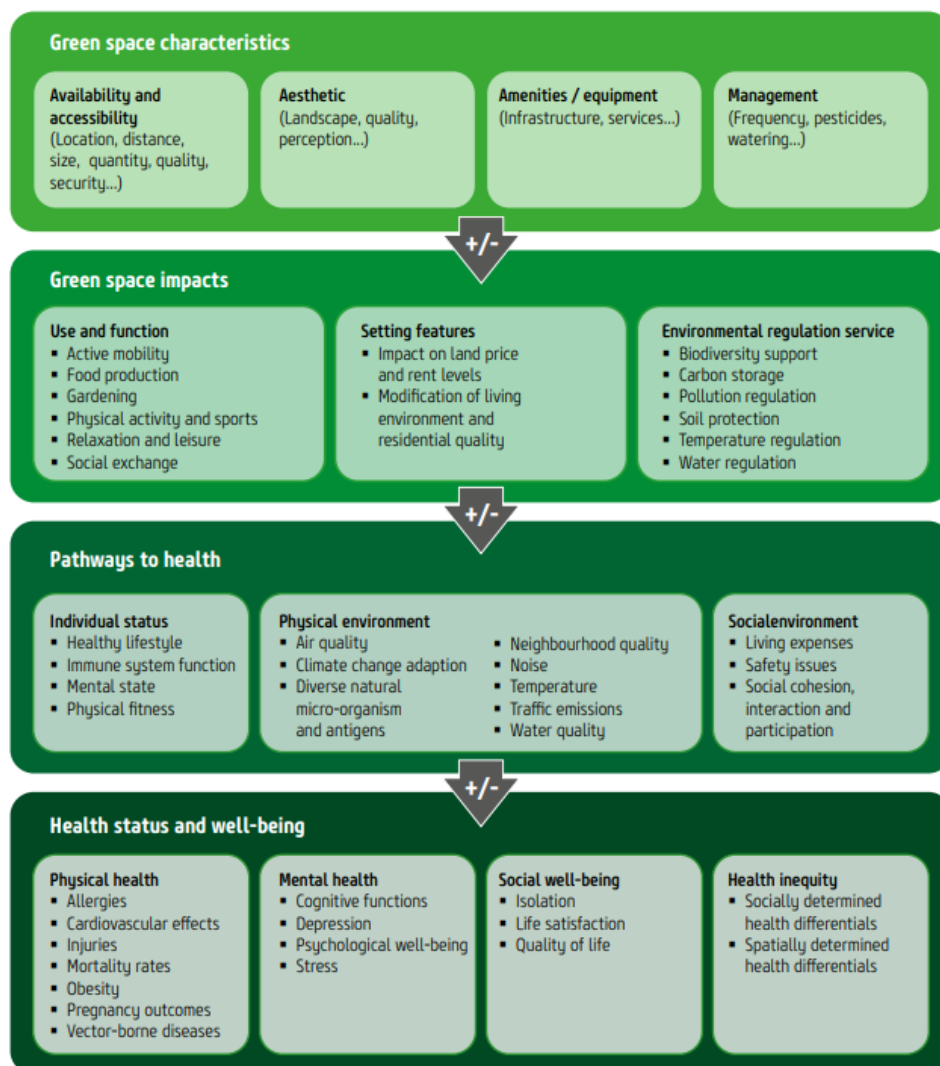 Green space characteristics
Availability and
accessibility
(Location, distance,
size, quantity, quality,
security...)
Aesthetic
(Landscape, quality,
perception...)
Amenities / equipment
(Infrastructure, services...)
Management
(Frequency, pesticides,
watering...)
+/-
Green space impacts
Use and function
▪ Active mobility
▪ Food production
▪ Gardening
▪ Physical activity and sports
▪ Relaxation and leisure
▪ Social exchange
Setting features
▪ Impact on land price
and rent levels
▪ Modification of living
environment and
residential quality
Environmental regulation service
▪ Biodiversity support
▪ Carbon storage
▪ Pollution regulation
▪ Soil protection
▪ Temperature regulation
▪ Water regulation
+/-
Pathways to health
Individual status
▪ Healthy lifestyle
▪ Immune system function
▪ Mental state
▪ Physical fitness
Physical environment
▪ Air quality
▪ Climate change adaption
▪ Diverse natural
micro-organism
and antigens
▪ Neighbourhood quality
▪ Noise
▪ Temperature
▪ Traffic emissions
▪ Water quality
Socialenvironment
▪ Living expenses
▪ Safety issues
▪ Social cohesion,
interaction and
participation
+/-
Health status and well-being
Physical health
▪ Allergies
▪ Cardiovascular effects
▪ Injuries
▪ Mortality rates
▪ Obesity
▪ Pregnancy outcomes
▪ Vector-borne diseases
Mental health
▪ Cognitive functions
▪ Depression
▪ Psychological well-being
▪ Stress
Social well-being
▪ Isolation
▪ Life satisfaction
▪ Quality of life
Health inequity
▪ Socially determined
health differentials
▪ Spatially determined
health differentials